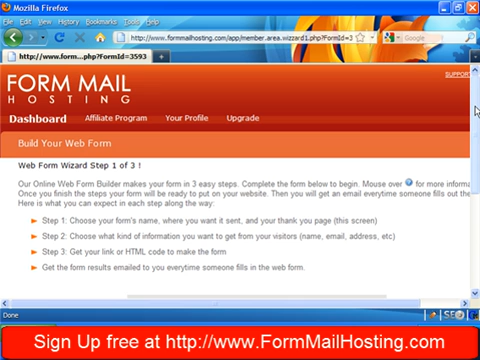 Mozilla Firefox
File Edit View History Bookmarks Tools Help
http://www.formmailhosting.com/app/member.area.wizzard1.php?FormId=3
Google
http://www.form...php?FormId=3593
SUPPORT
FORM MAIL
HOSTING
Dashboard Affiliate Program Your Profile Upgrade
Build Your Web Form
Web Form Wizard Step 1 of 3 !
Our Online Web Form Builder makes your form in 3 easy steps. Complete the form below to begin. Mouse over ? for more informa
Once you finish the steps your form will be ready to put on your website. Then you will get an email everytime someone fills out the
Here is what you can expect in each step along the way:
Step 1: Choose your form's name, where you want it sent, and your thank you page (this screen)
Step 2: Choose what kind of information you want to get from your visitors (name, email, address, etc)
Step 3: Get your link or HTML code to make the form
Get the form results emailed to you everytime someone fills in the web form.
Done
Sign Up free at http://www.FormMailHosting.com